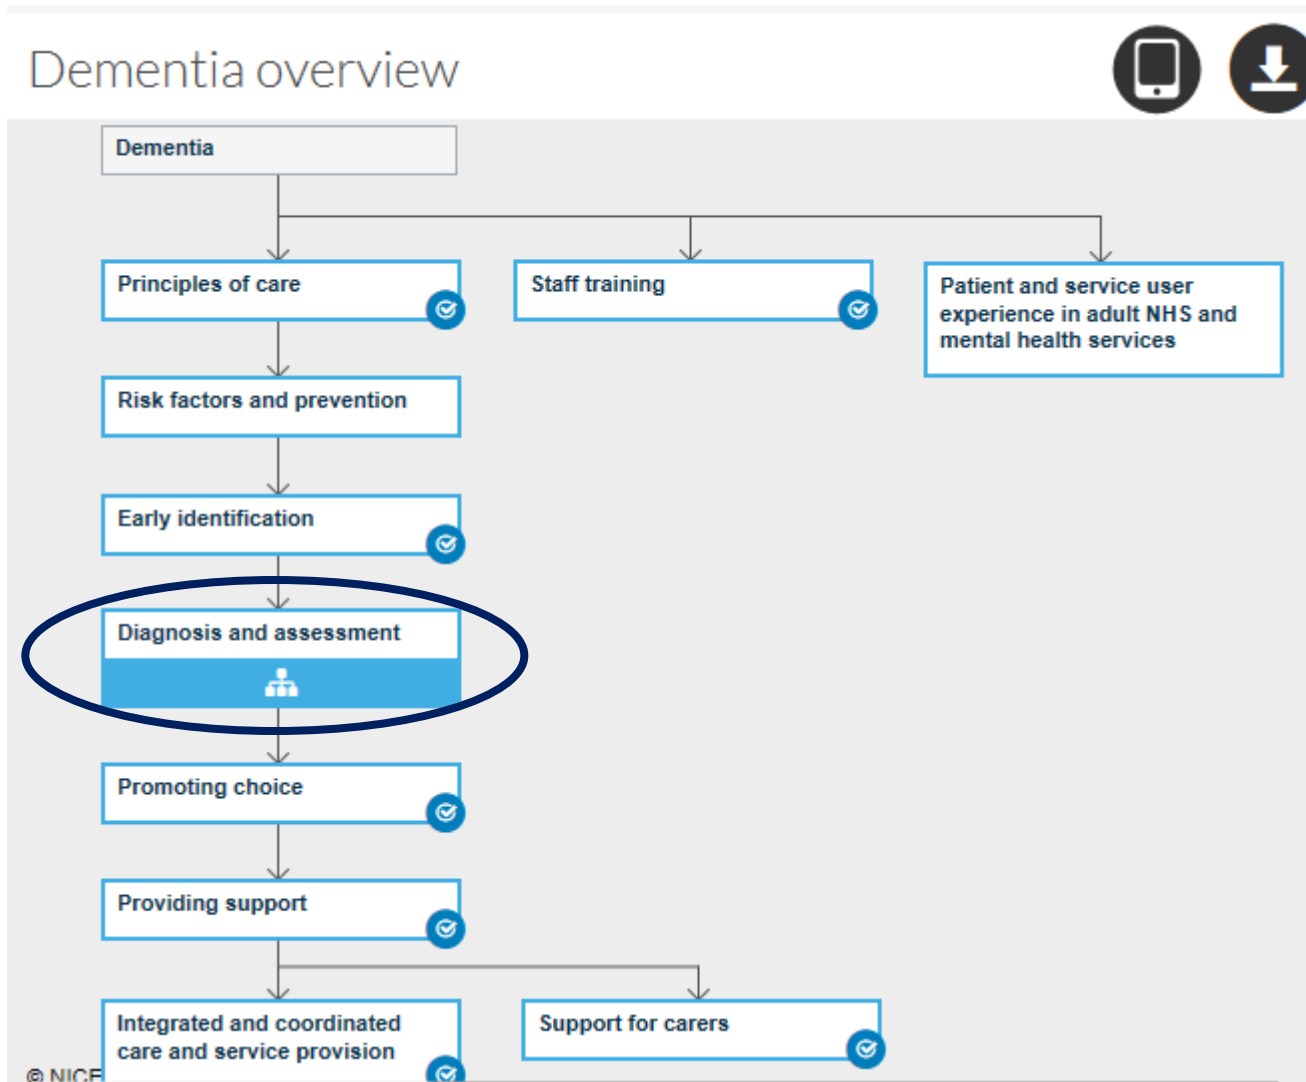 Dementia overview
Dementia
Principles of care
Staff training
Patient and service user
experience in adult NHS and
mental health services
Risk factors and prevention
Early identification
Diagnosis and assessment
Promoting choice
Providing support
Integrated and coordinated
care and service provision
Support for carers
© NICE